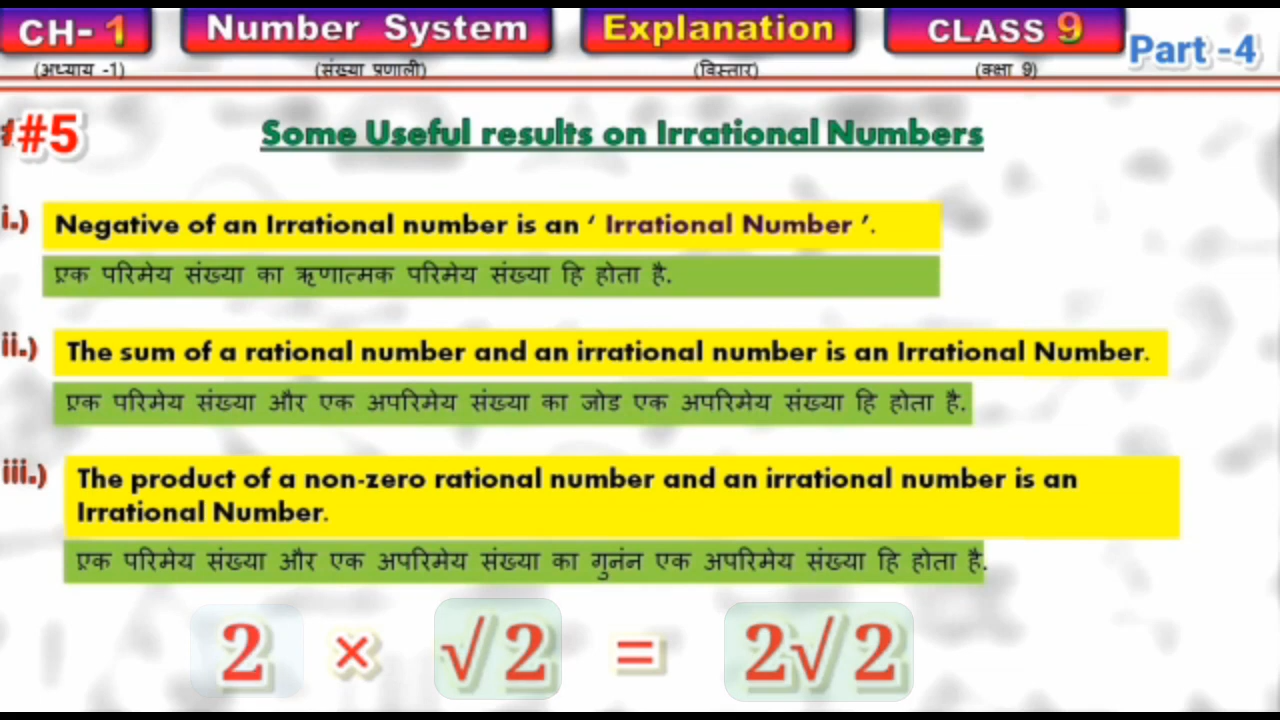 CH- 1 Number System Explanation CLASS 9 Part -4
(अध्याय -1) (संख्या प्रणाली) (विस्तार) (कक्षा 9)
#5 Some Useful results on Irrational Numbers
i.) Negative of an Irrational number is an ‘ Irrational Number ’.
एक परिमेय संख्या का ऋणात्मक परिमेय संख्या हि होता है.
ii.) The sum of a rational number and an irrational number is an Irrational Number.
एक परिमेय संख्या और एक अपरिमेय संख्या का जोड एक अपरिमेय संख्या हि होता है.
iii.) The product of a non-zero rational number and an irrational number is an
Irrational Number.
एक परिमेय संख्या और एक अपरिमेय संख्या का गुनंन एक अपरिमेय संख्या हि होता है.
2 × √2 = 2√2